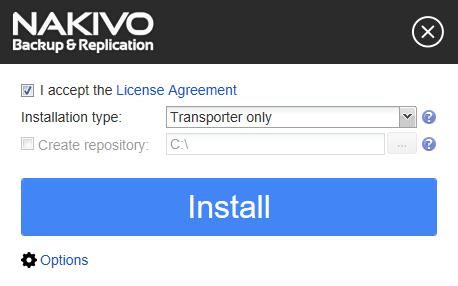 NAKIVO
Backup & Replication
I accept the License Agreement
Installation type: Transporter only ?
Create repository: C:\ ... ?
Install
Options